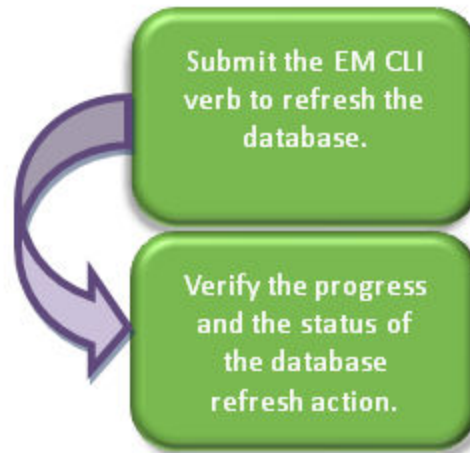 Submit the EM CLI
verb to refresh the
database.
Verify the progress
and the status of
the database
refresh action.